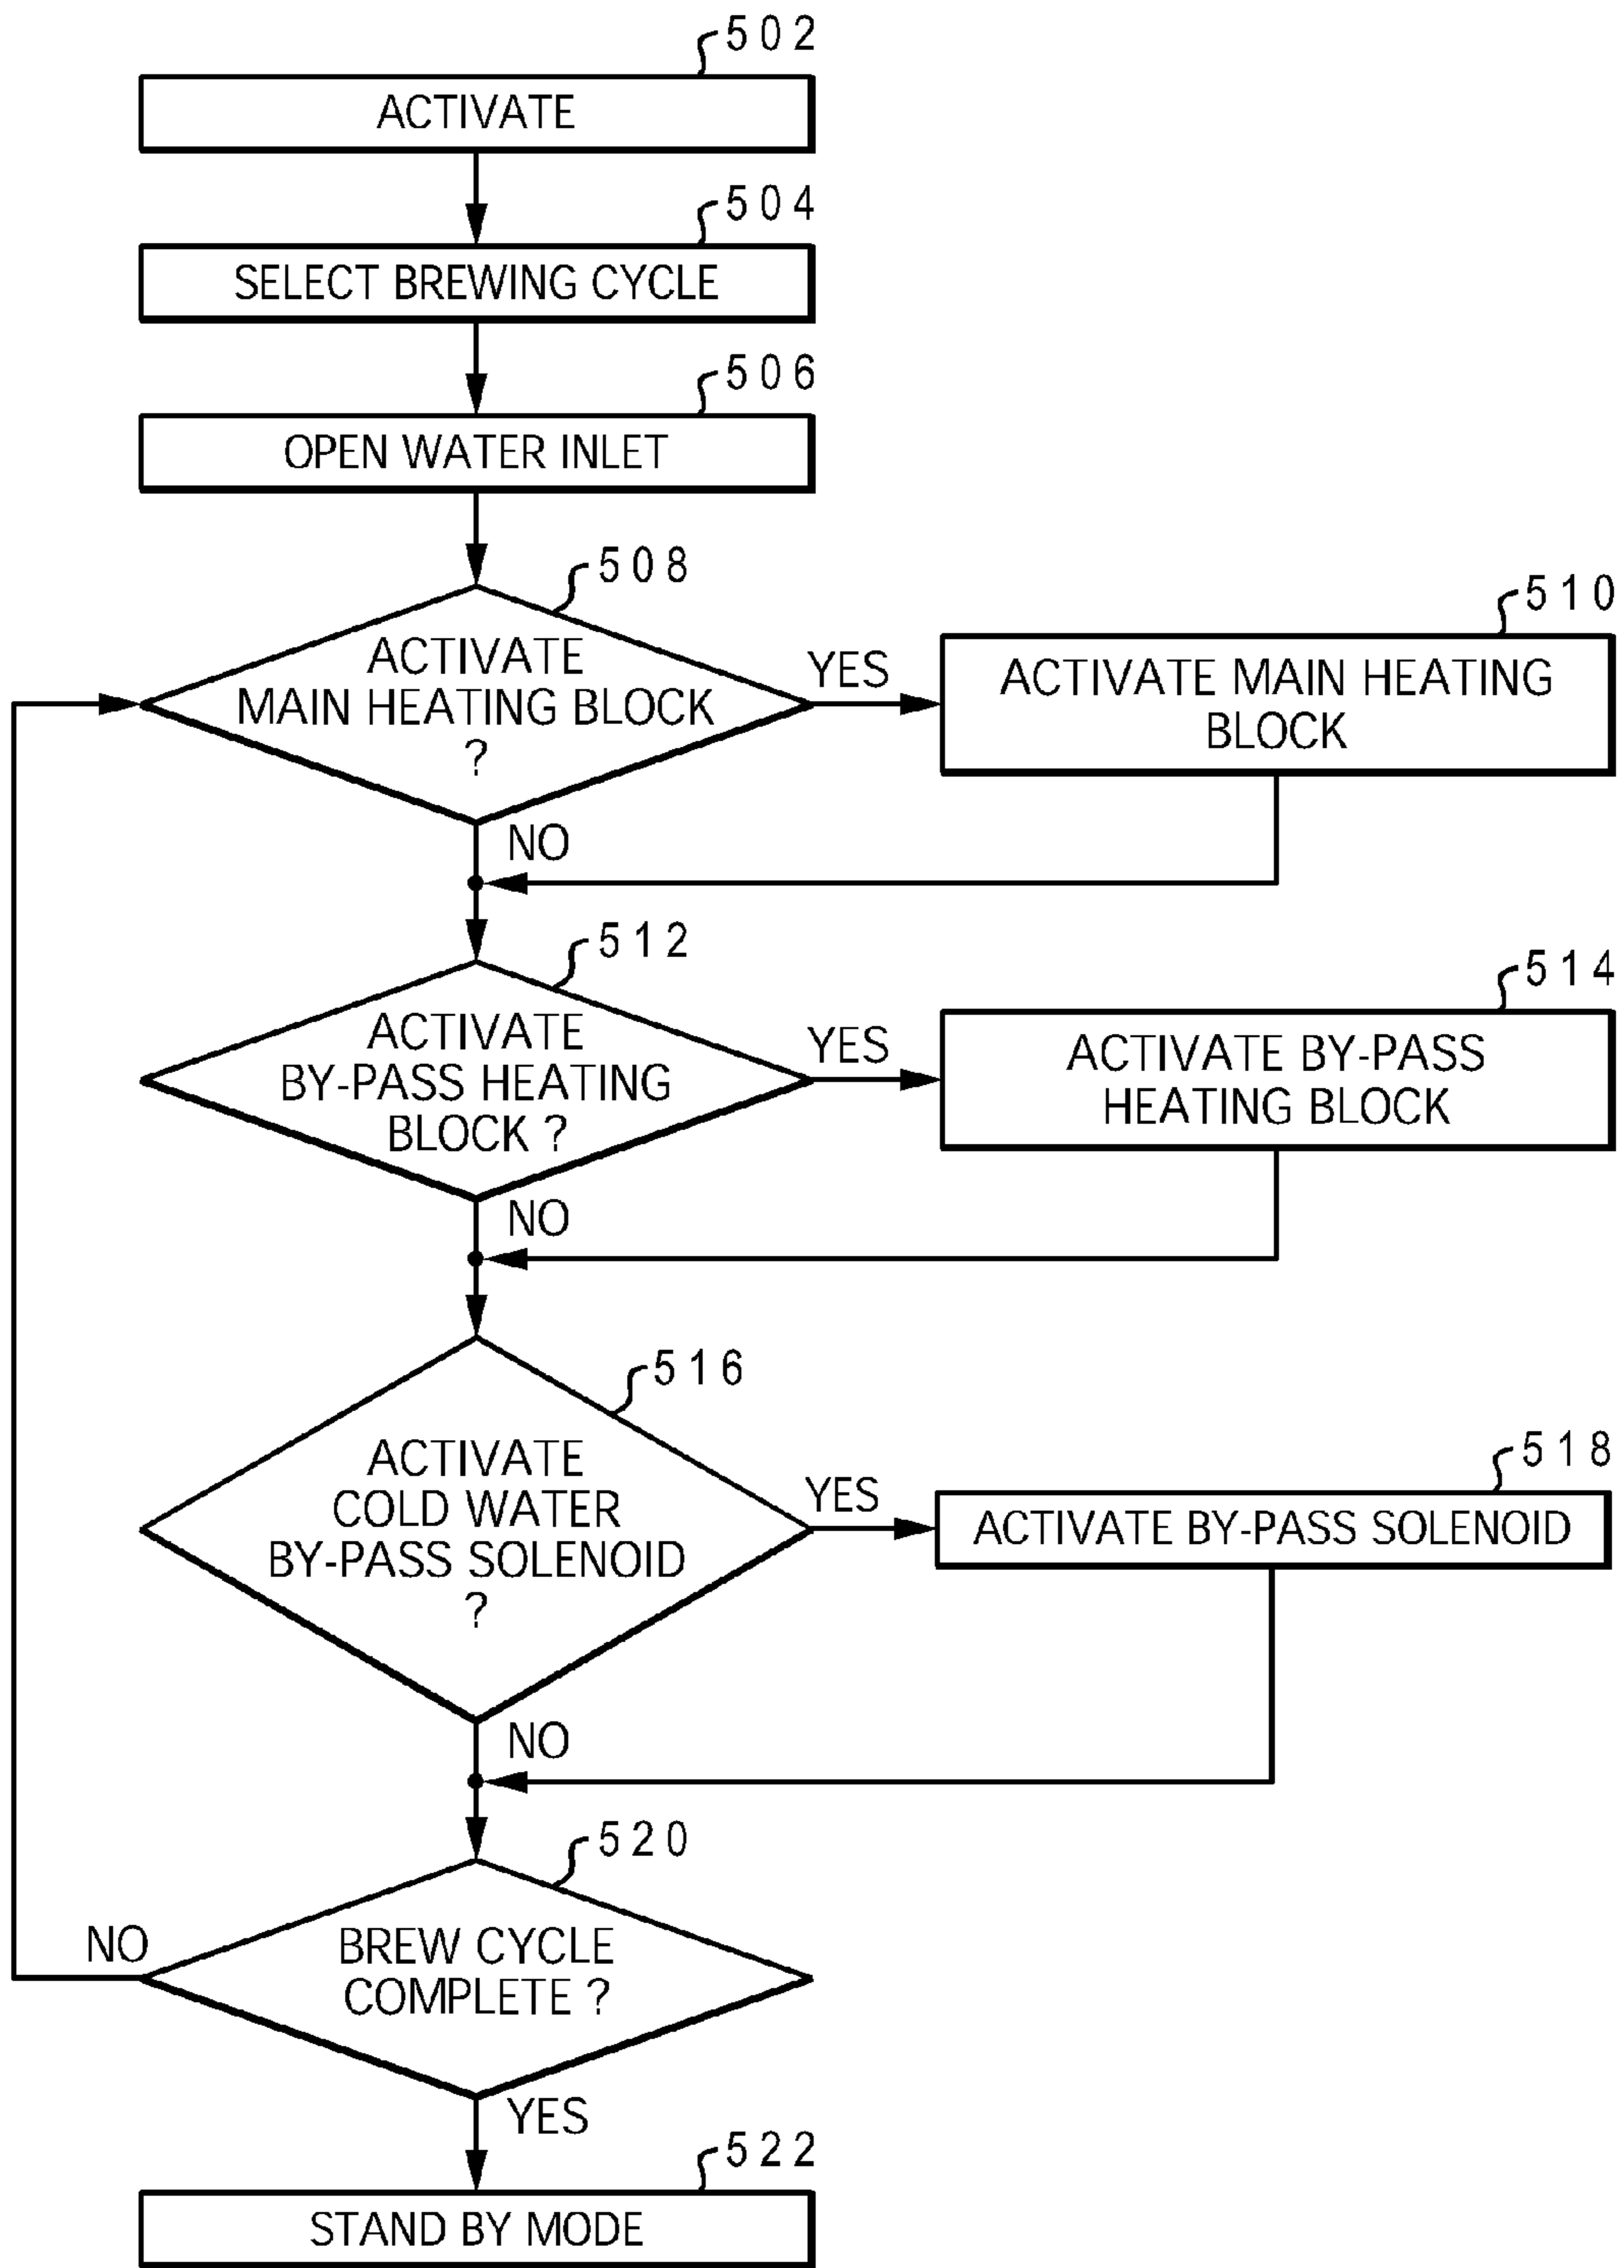 502
ACTIVATE
504
SELECT BREWING CYCLE
506
OPEN WATER INLET
508
ACTIVATE
MAIN HEATING BLOCK
?
YES
510
ACTIVATE MAIN HEATING
BLOCK
NO
512
ACTIVATE
BY-PASS HEATING
BLOCK ?
YES
514
ACTIVATE BY-PASS
HEATING BLOCK
NO
516
ACTIVATE
COLD WATER
BY-PASS SOLENOID
?
YES
518
ACTIVATE BY-PASS SOLENOID
NO
520
BREW CYCLE
COMPLETE ?
NO
YES
522
STAND BY MODE